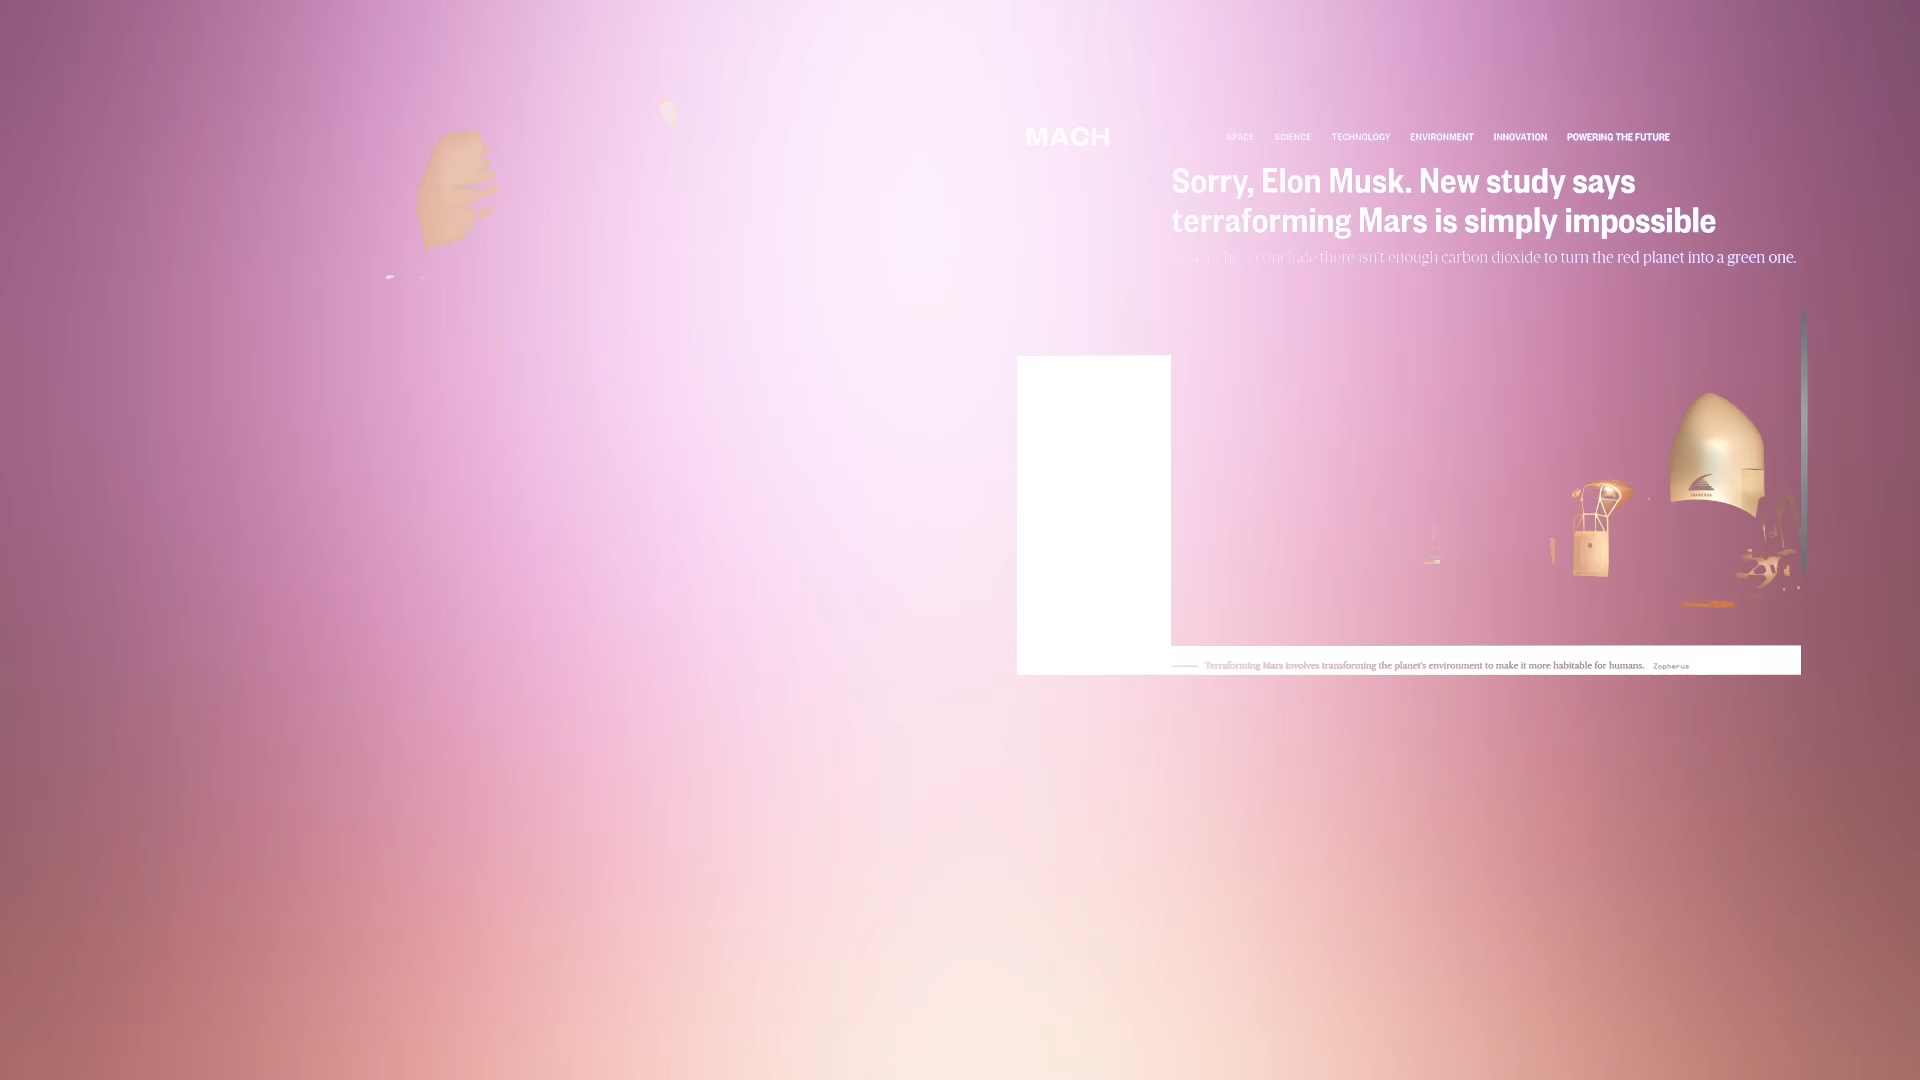 MACH
SPACE SCIENCE TECHNOLOGY ENVIRONMENT INNOVATION POWERING THE FUTURE
Sorry, Elon Musk. New study says
terraforming Mars is simply impossible
conclude there isn't enough carbon dioxide to turn the red planet into a green one.
Terraforming Mars involves transforming the planet's environment to make it more habitable for humans. Zopherus